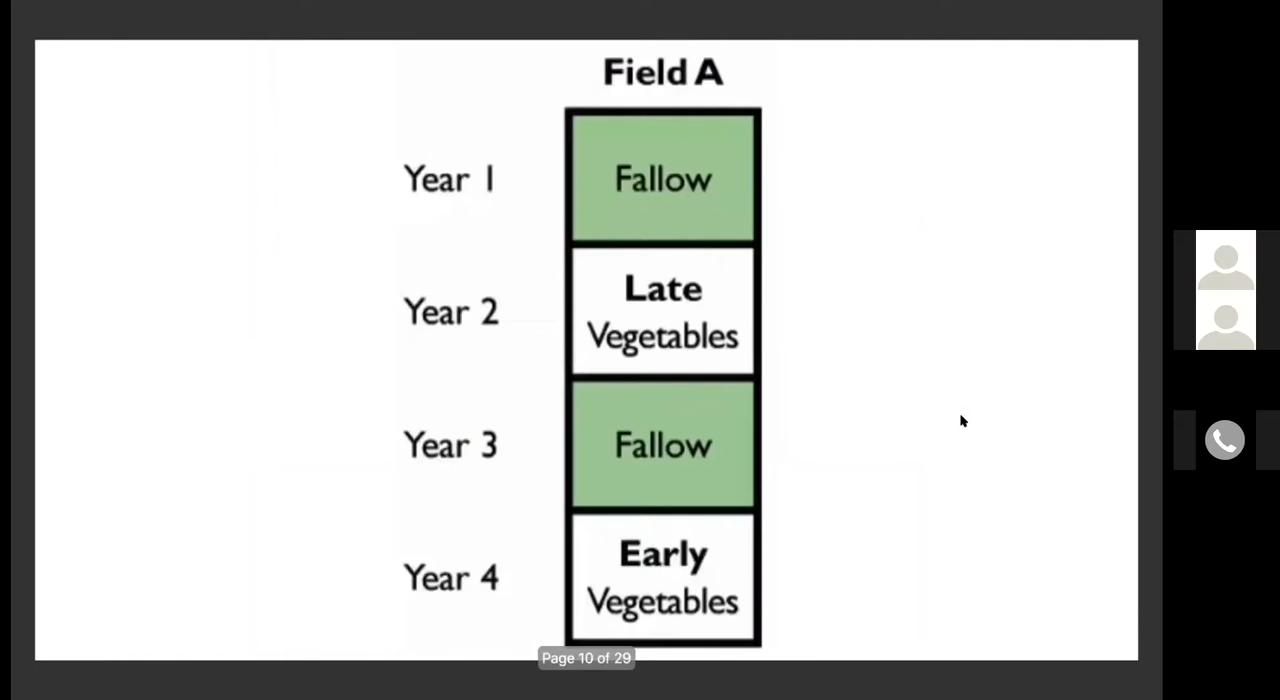 Field A
Year 1
Fallow
Year 2
Late
Vegetables
Year 3
Fallow
Year 4
Early
Vegetables
Page 10 of 29